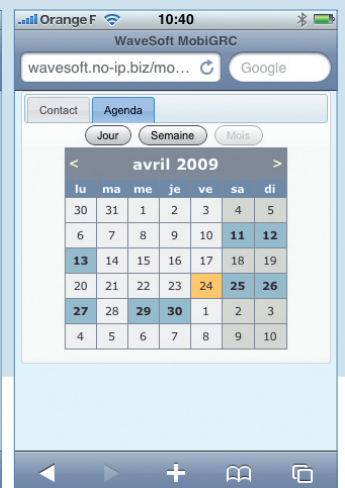 Orange F 10:40
WaveSoft MobiGRC
wavesoft.no-ip.biz/mo... Google
Contact Agenda
Jour Semaine Mois
< avril 2009 >
lu ma me je ve sa di
30 31 1 2 3 4 5
6 7 8 9 10 11 12
13 14 15 16 17 18 19
20 21 22 23 24 25 26
27 28 29 30 1 2 3
4 5 6 7 8 9 10